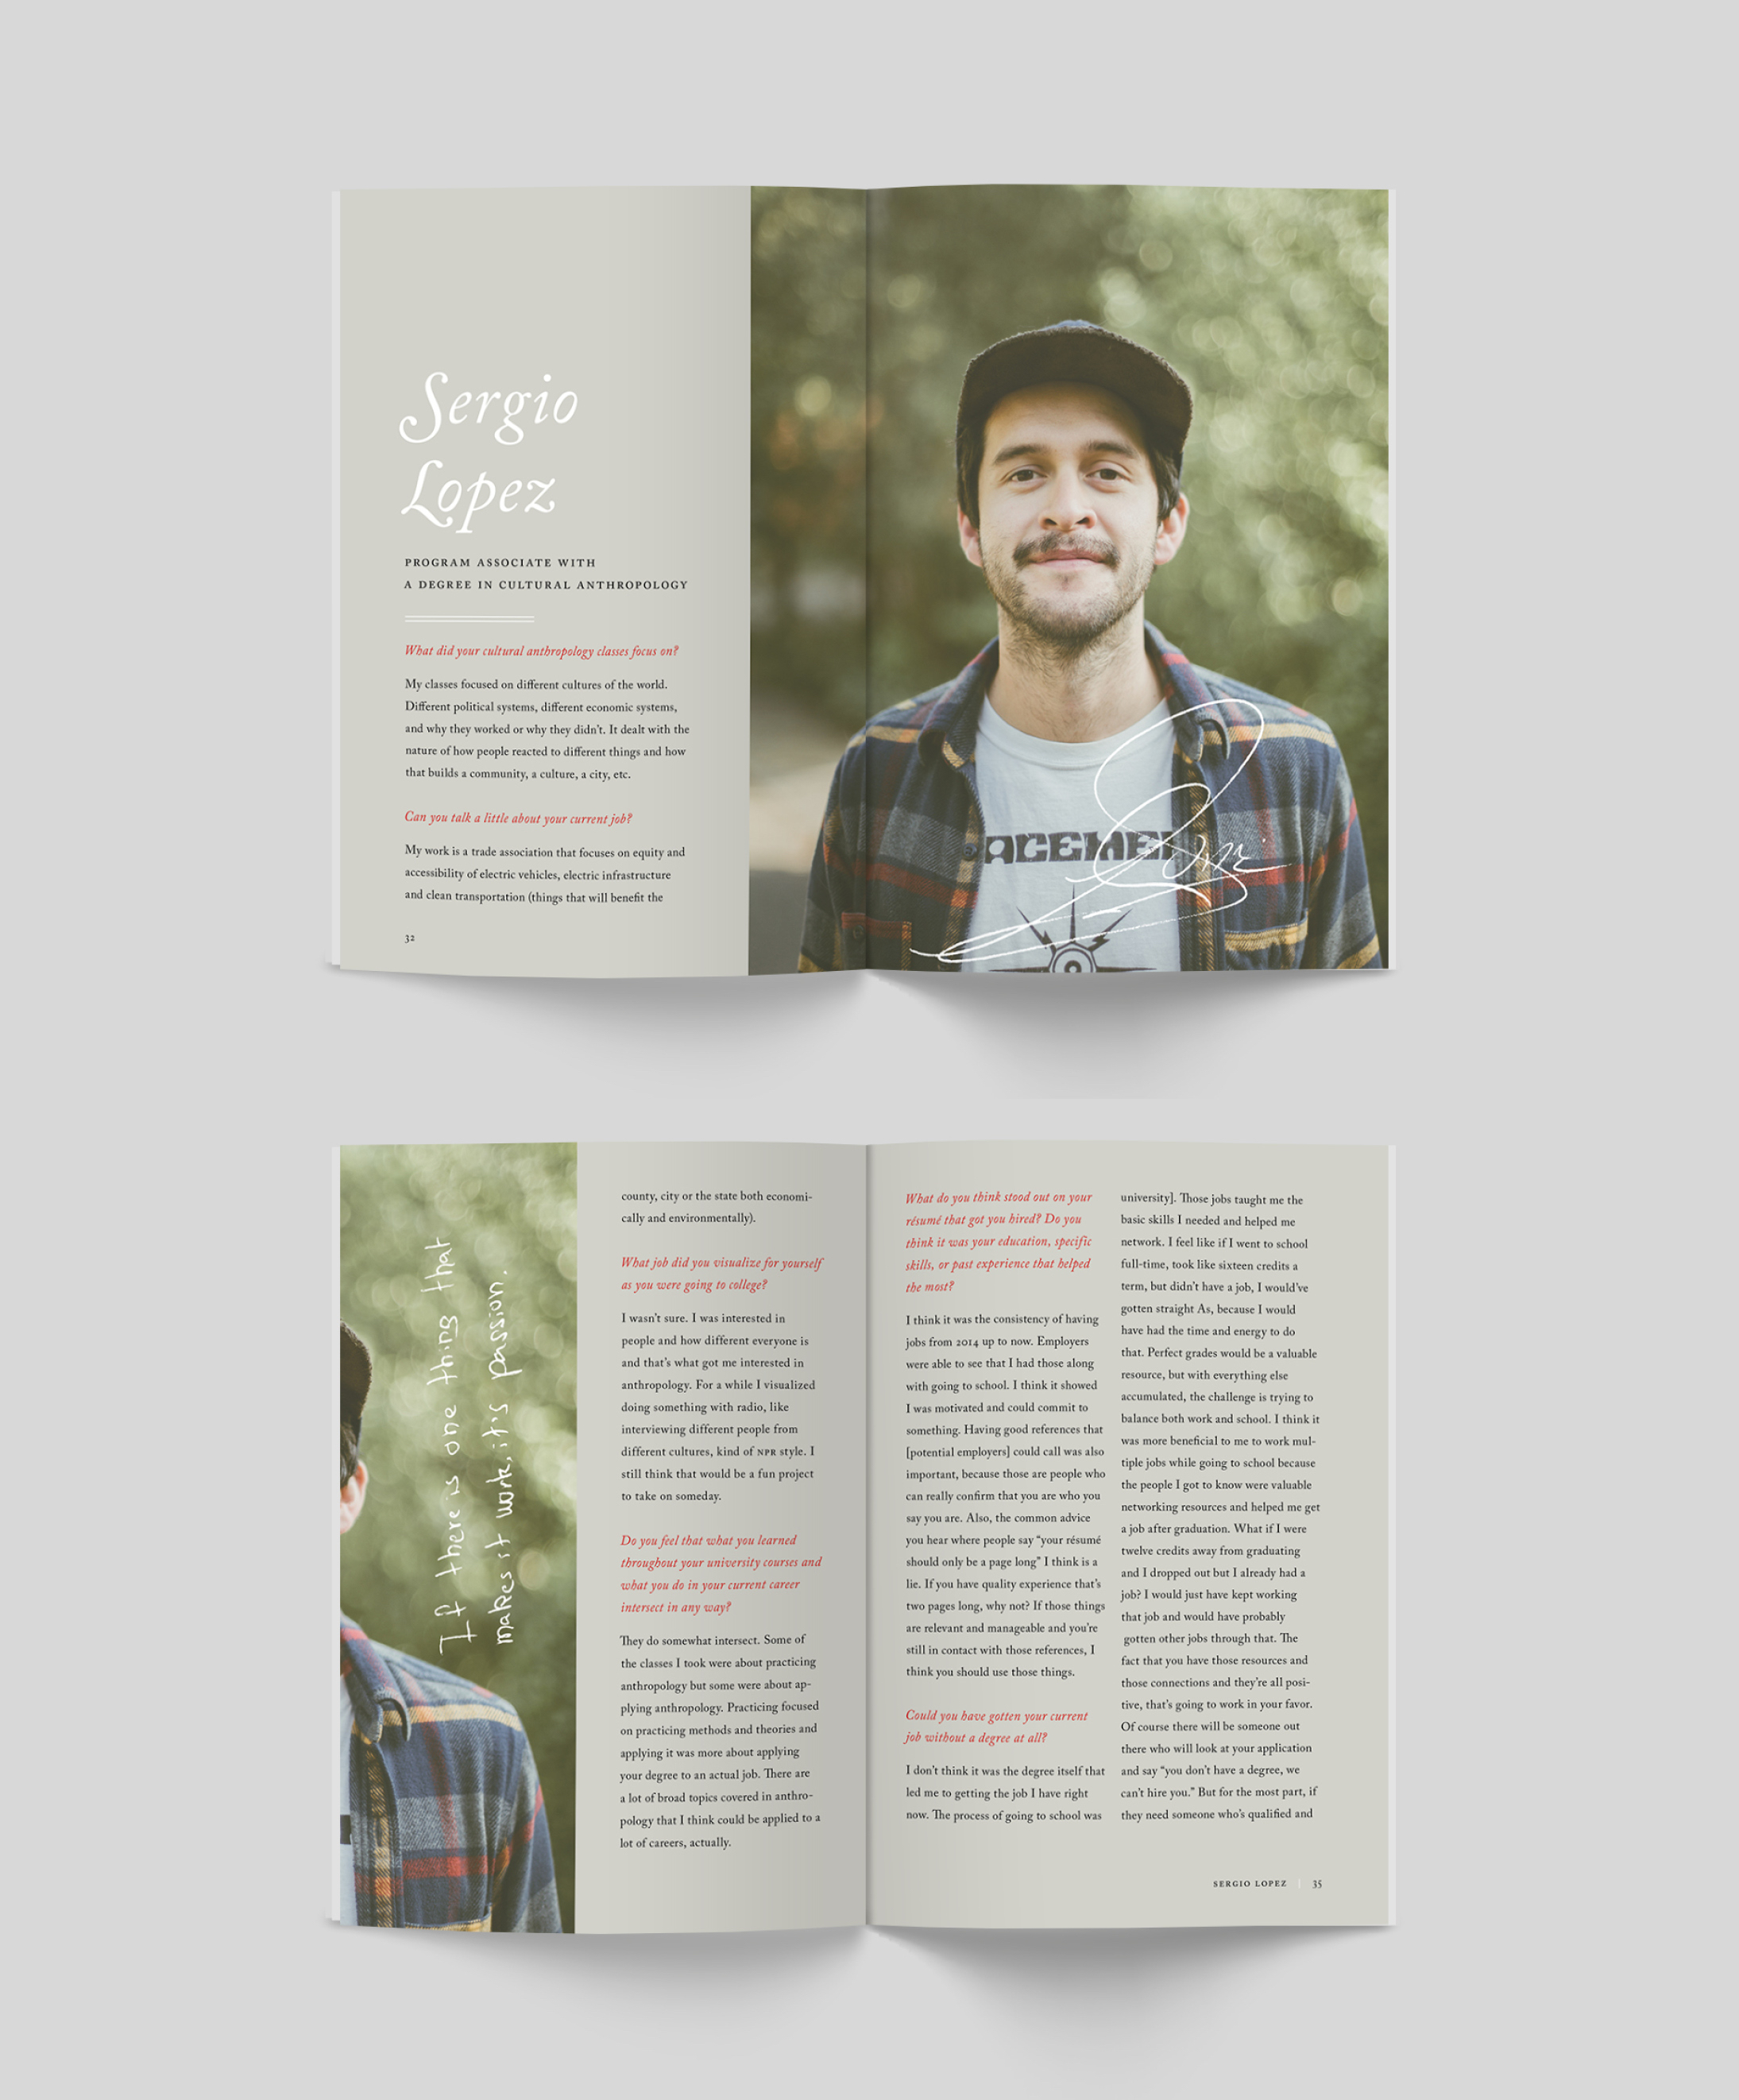 Sergio
Lopez
PROGRAM ASSOCIATE WITH
A DEGREE IN CULTURAL ANTHROPOLOGY
What did your cultural anthropology classes focus on?
My classes focused on different cultures of the world.
Different political systems, different economic systems,
and why they worked or why they didn't. It dealt with the
nature of how people reacted to different things and how
that builds a community, a culture, a city, etc.
Can you talk a little about your current job?
My work is a trade association that focuses on equity and
accessibility of electric vehicles, electric infrastructure
and clean transportation (things that will benefit the
32
If there is one thing that
makes it work, it's passion.
county, city or the state both economi-
cally and environmentally).
What job did you visualize for yourself
as you were going to college?
I wasn't sure. I was interested in
people and how different everyone is
and that's what got me interested in
anthropology. For a while I visualized
doing something with radio, like
interviewing different people from
different cultures, kind of NPR style. I
still think that would be a fun project
to take on someday.
Do you feel that what you learned
throughout your university courses and
what you do in your current career
intersect in any way?
They do somewhat intersect. Some of
the classes I took were about practicing
anthropology but some were about ap-
plying anthropology. Practicing focused
on practicing methods and theories and
applying it was more about applying
your degree to an actual job. There are
a lot of broad topics covered in anthro-
pology that I think could be applied to a
lot of careers, actually.
What do you think stood out on your
résumé that got you hired? Do you
think it was your education, specific
skills, or past experience that helped
the most?
I think it was the consistency of having
jobs from 2014 up to now. Employers
were able to see that I had those along
with going to school. I think it showed
I was motivated and could commit to
something. Having good references that
[potential employers] could call was also
important, because those are people who
can really confirm that you are who you
say you are. Also, the common advice
you hear where people say "your résumé
should only be a page long" I think is a
lie. If you have quality experience that's
two pages long, why not? If those things
are relevant and manageable and you're
still in contact with those references, I
think you should use those things.
Could you have gotten your current
job without a degree at all?
I don't think it was the degree itself that
led me to getting the job I have right
now. The process of going to school was
university]. Those jobs taught me the
basic skills I needed and helped me
network. I feel like if I went to school
full-time, took like sixteen credits a
term, but didn't have a job, I would've
gotten straight As, because I would
have had the time and energy to do
that. Perfect grades would be a valuable
resource, but with everything else
accumulated, the challenge is trying to
balance both work and school. I think it
was more beneficial to me to work mul-
tiple jobs while going to school because
the people I got to know were valuable
networking resources and helped me get
a job after graduation. What if I were
twelve credits away from graduating
and I dropped out but I already had a
job? I would just have kept working
that job and would have probably
gotten other jobs through that. The
fact that you have those resources and
those connections and they're all posi-
tive, that's going to work in your favor.
Of course there will be someone out
there who will look at your application
and say "you don't have a degree, we
can't hire you." But for the most part, if
they need someone who's qualified and
SERGIO LOPEZ | 35